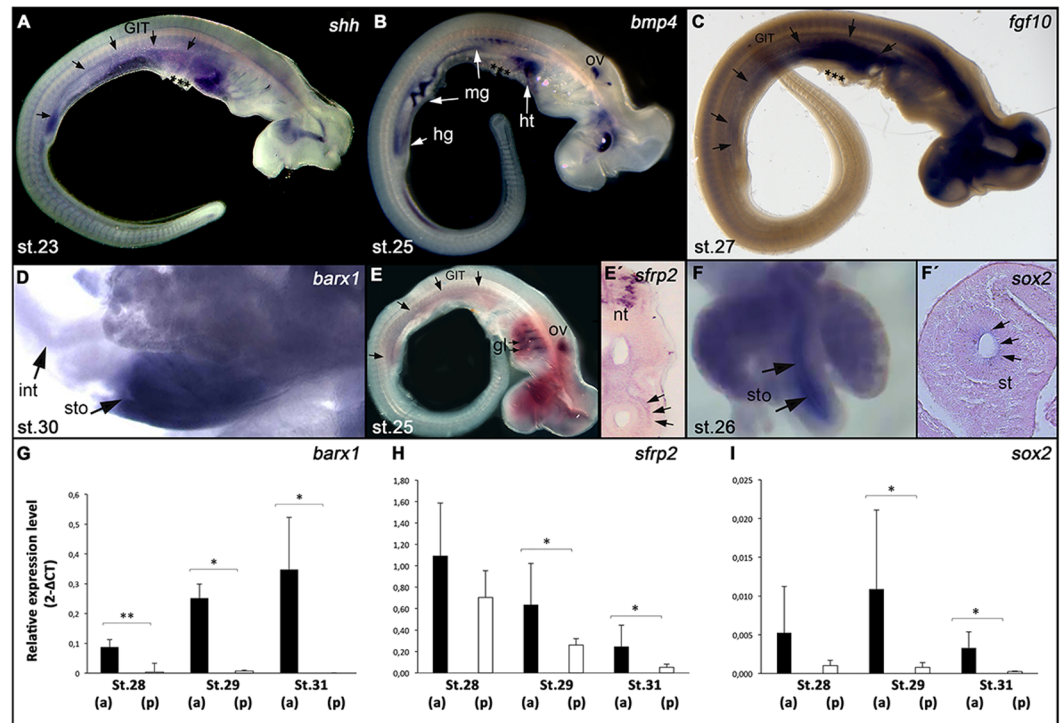 A GIT shh
***
st.23
B bmp4
ov
***
mg
ht
hg
st.25
C fgf10
GIT
***
st.27
D barx1
int
sto
st.30
E GIT
ov
gl
st.25
E´ sfrp2
nt
F
sto
st.26
F´ sox2
st
G barx1
Relative expression level
(2-ΔCT)
0,6
0,5
0,4
0,3
0,2
0,1
0
**
*
*
St.28 St.29 St.31
(a) (p) (a) (p) (a) (p)
H sfrp2
1,80
1,60
1,40
1,20
1,00
0,80
0,60
0,40
0,20
0,00
*
*
St.28 St.29 St.31
(a) (p) (a) (p) (a) (p)
I sox2
0,025
0,020
0,015
0,010
0,005
0,000
*
*
St.28 St.29 St.31
(a) (p) (a) (p) (a) (p)